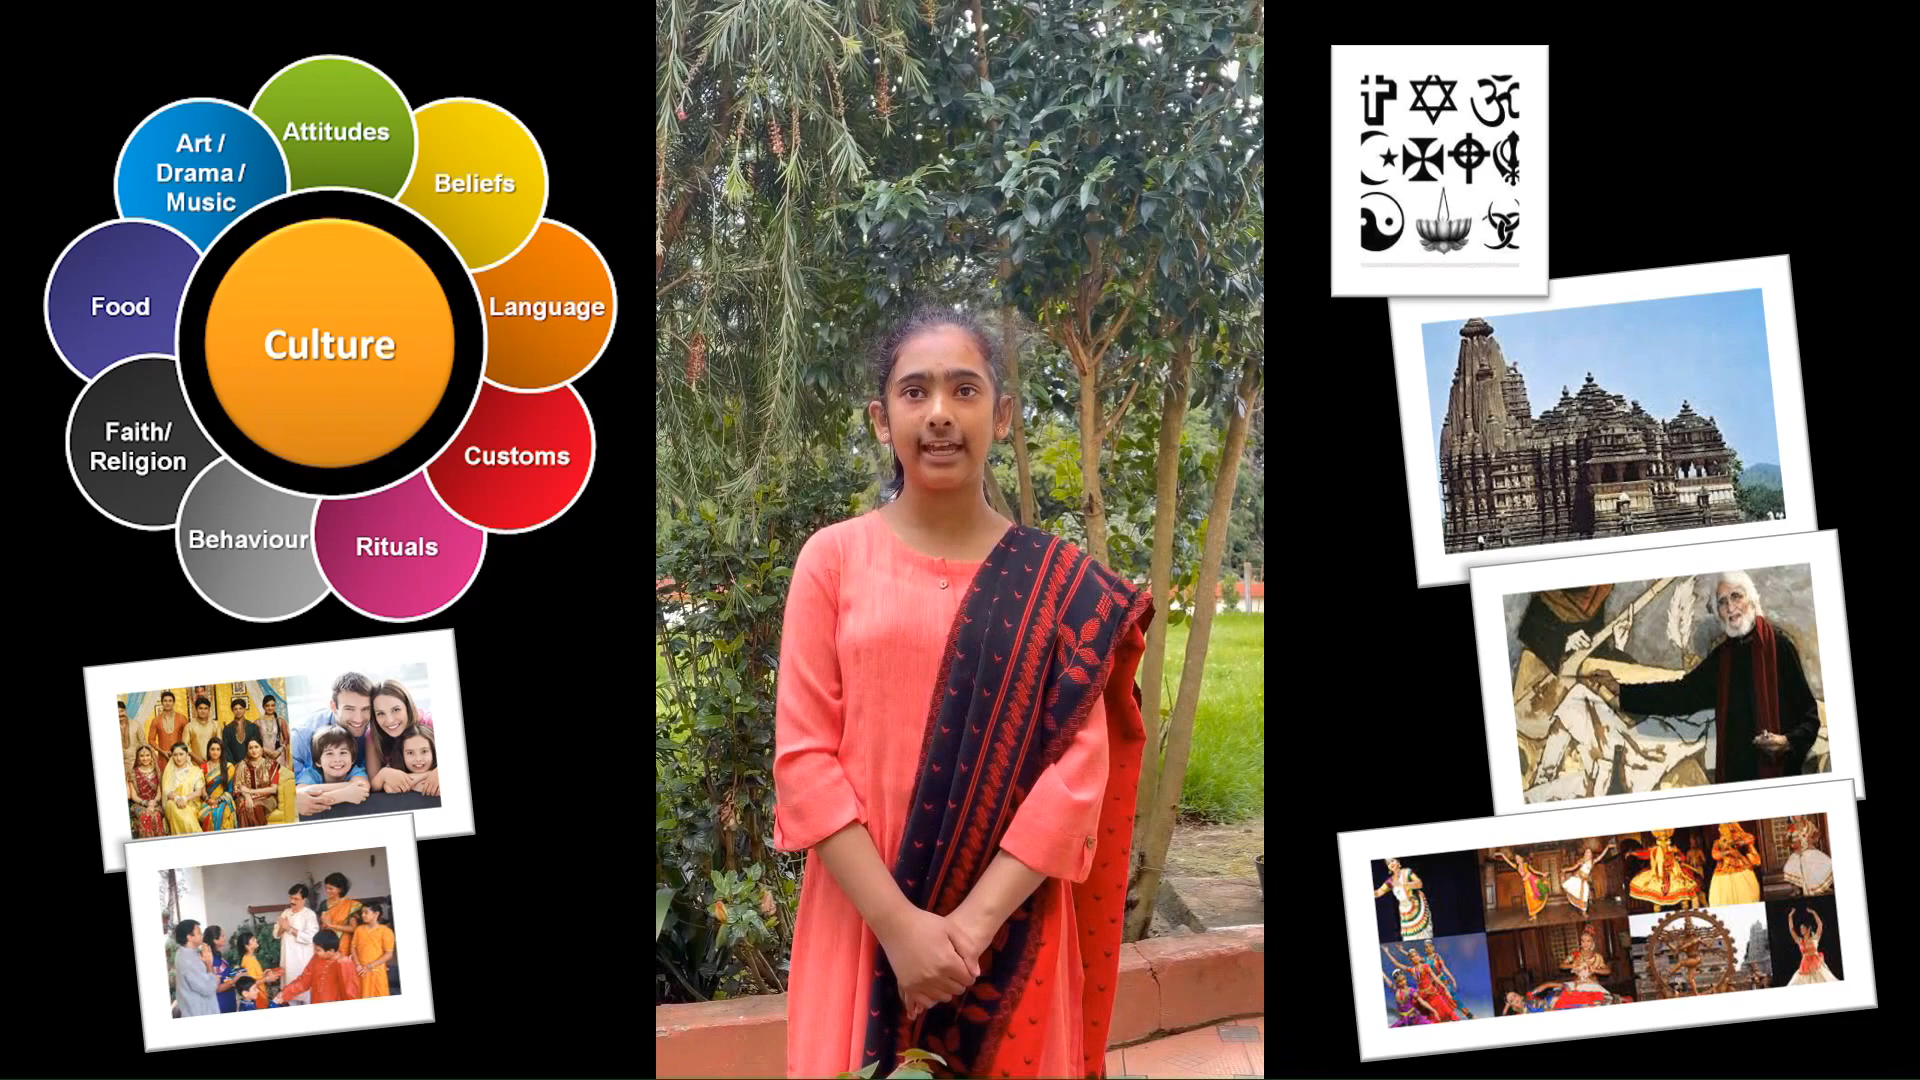 Attitudes
Art /
Drama /
Music
Beliefs
Food
Language
Culture
Faith/
Religion
Customs
Behaviour
Rituals